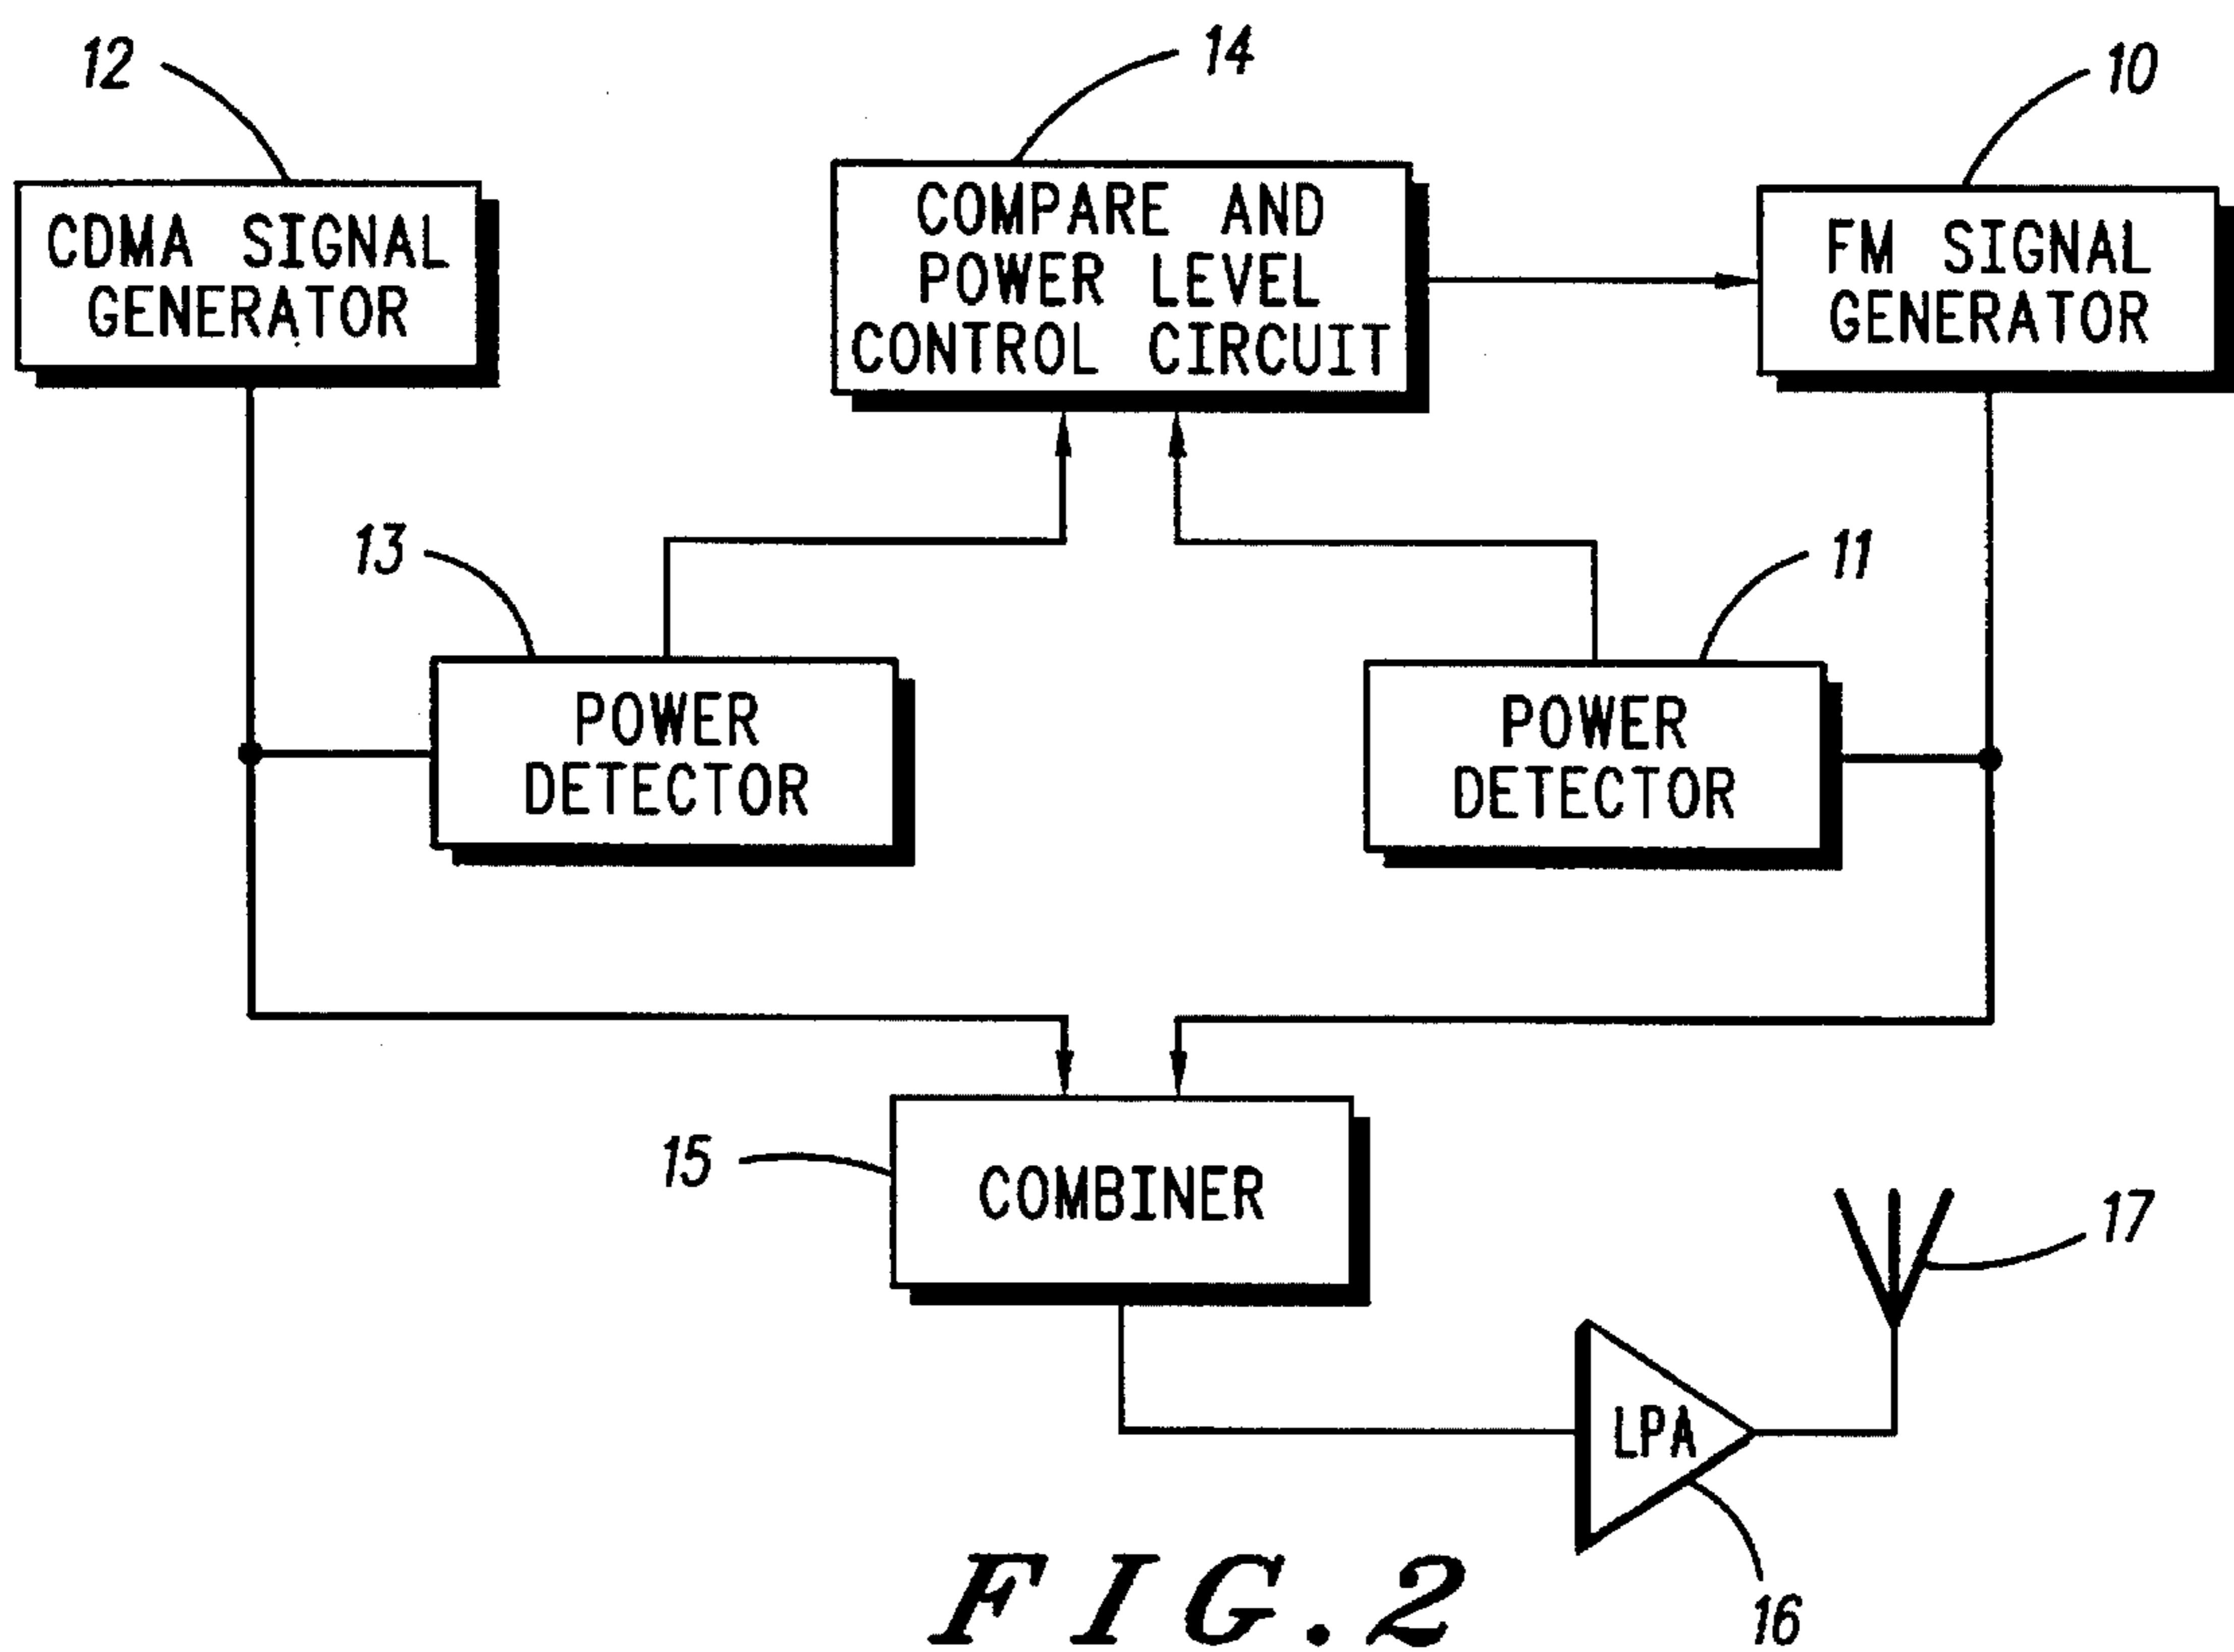 12
14
10
CDMA SIGNAL
GENERATOR
COMPARE AND
POWER LEVEL
CONTROL CIRCUIT
FM SIGNAL
GENERATOR
13
11
POWER
DETECTOR
POWER
DETECTOR
15
COMBINER
17
LPA
16
FIG.2